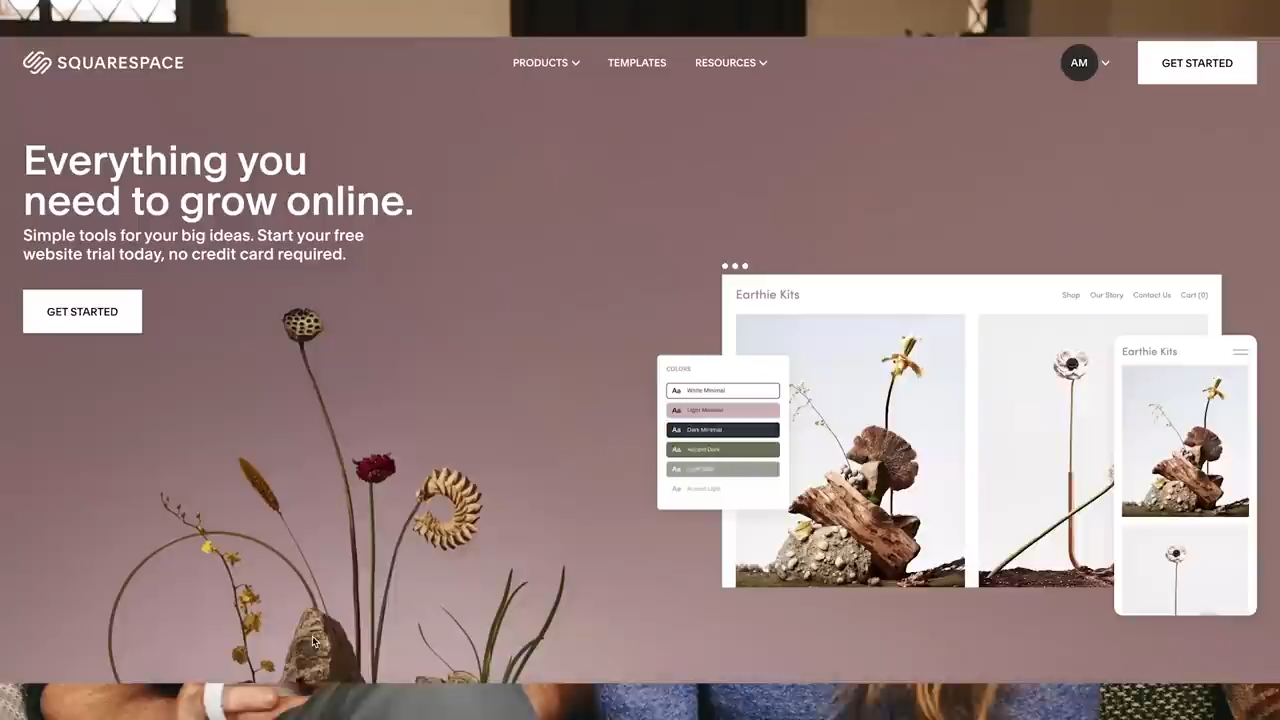 SQUARESPACE
PRODUCTS
TEMPLATES
RESOURCES
AM
GET STARTED
Everything you
need to grow online.
Simple tools for your big ideas. Start your free
website trial today, no credit card required.
GET STARTED
Earthie Kits
Shop
Our Story
Contact Us
Cart (0)
Earthie Kits
COLORS
Aa White Minimal
Aa Light Minimal
Aa Dark Minimal
Aa Accent Dark
Aa
Aa Accent Light